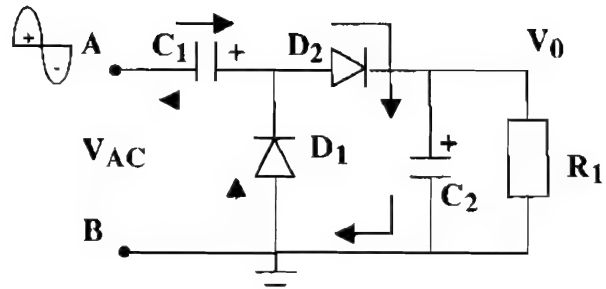 +
-
A
C1
+
D2
V0
VAC
D1
+
C2
R1
B